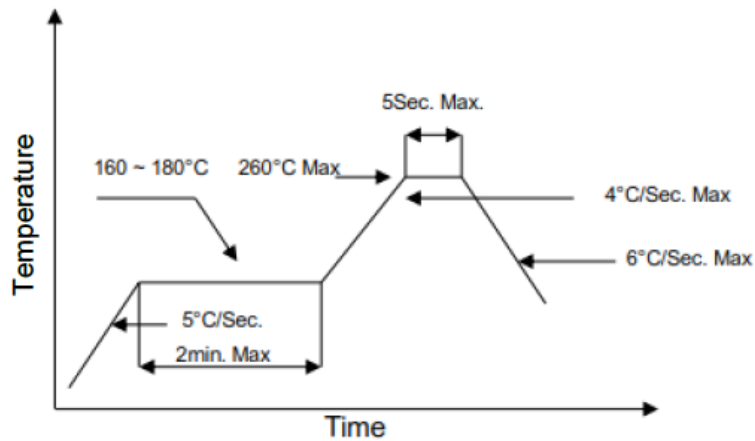 5Sec. Max.
160 ~ 180°C
260°C Max
4°C/Sec. Max
6°C/Sec. Max
5°C/Sec.
2min. Max
Temperature
Time